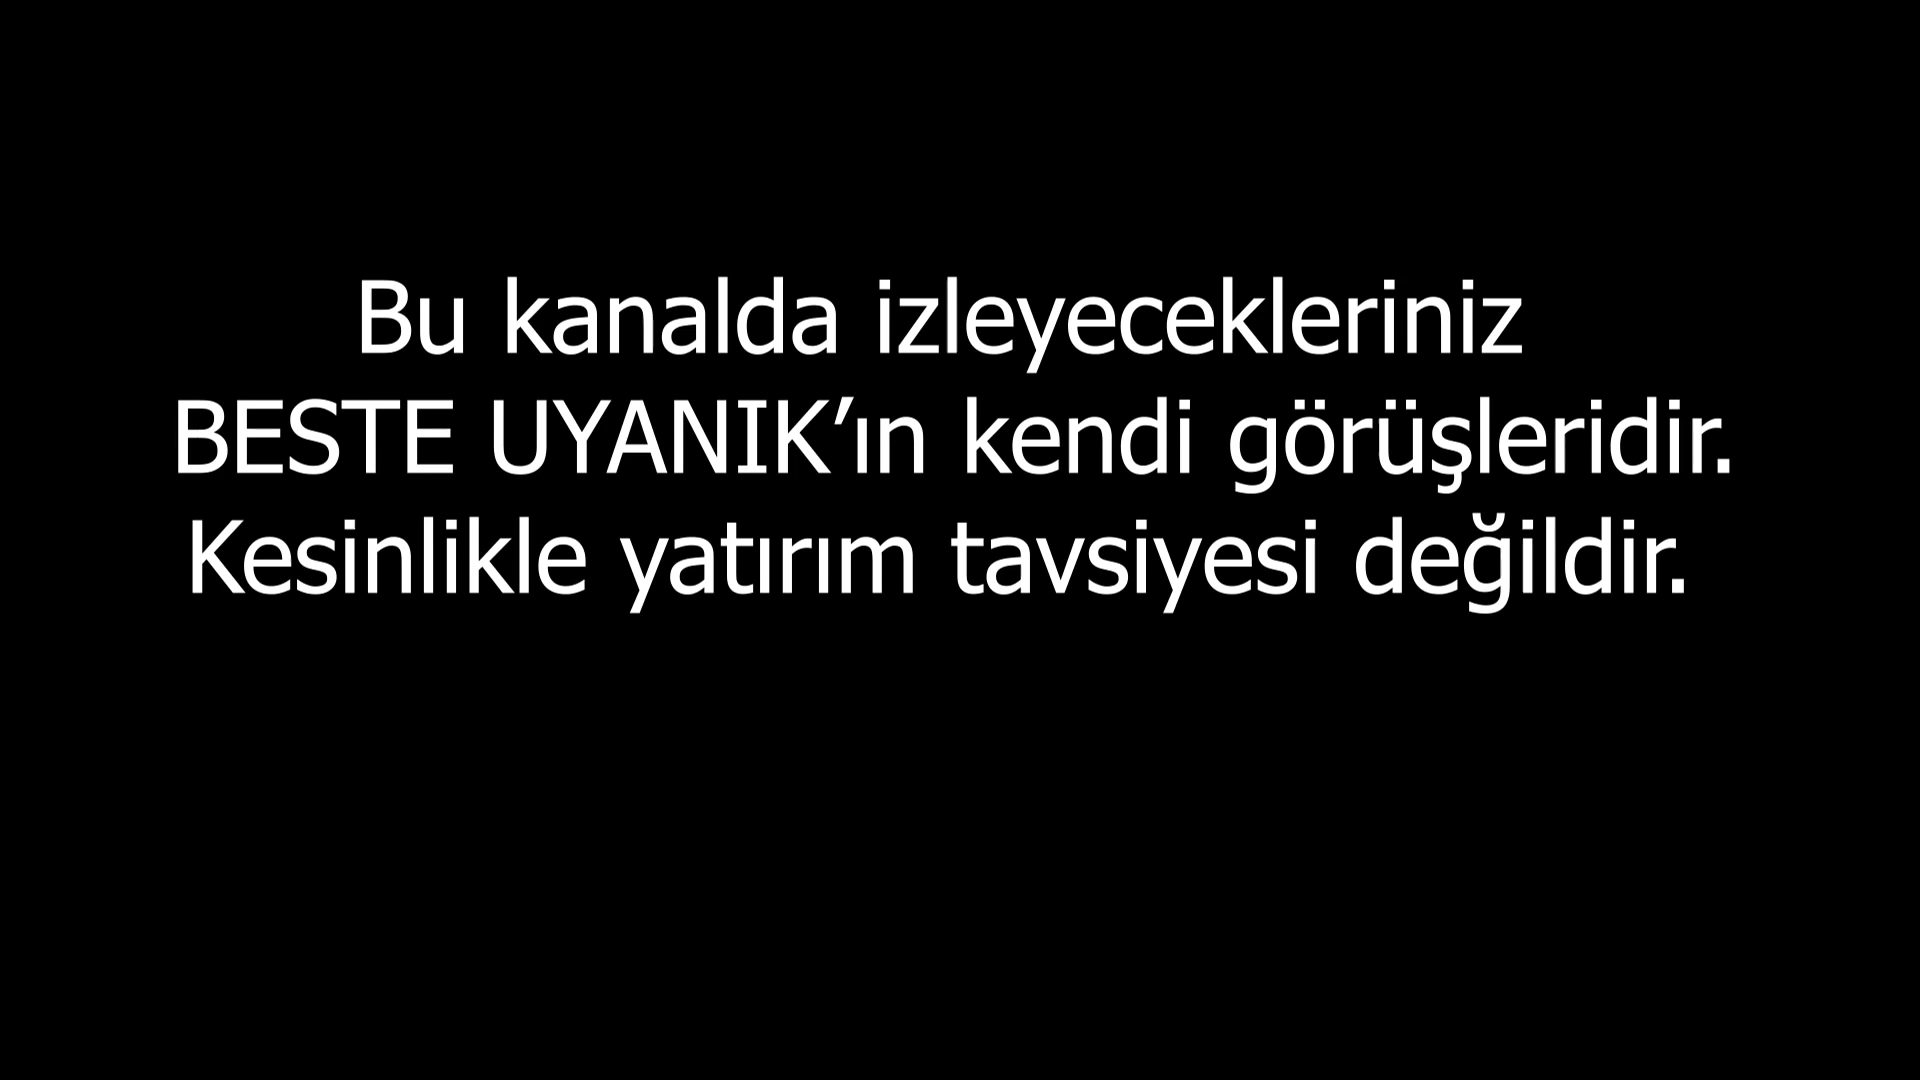 Bu kanalda izleyecekleriniz
BESTE UYANIK’ın kendi görüşleridir.
Kesinlikle yatırım tavsiyesi değildir.